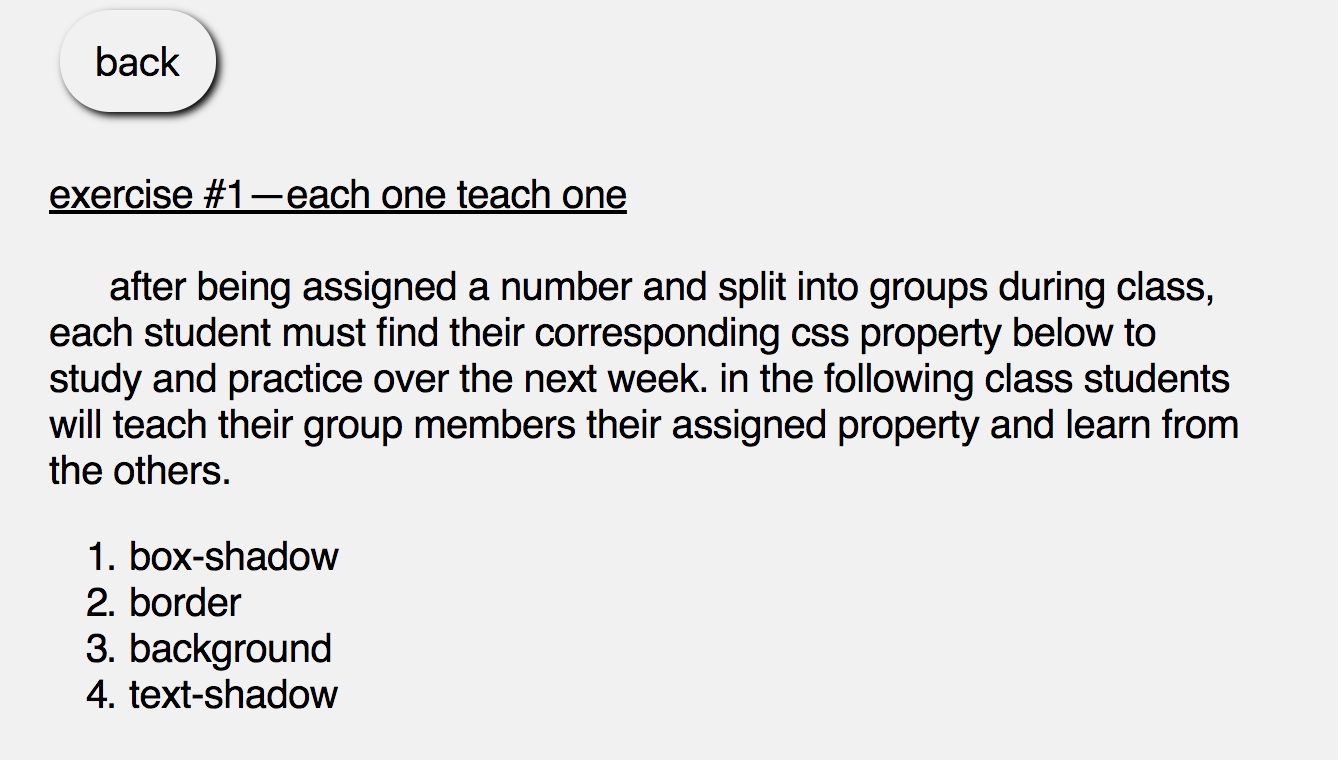 back
exercise #1—each one teach one
after being assigned a number and split into groups during class,
each student must find their corresponding css property below to
study and practice over the next week. in the following class students
will teach their group members their assigned property and learn from
the others.
1. box-shadow
2. border
3. background
4. text-shadow